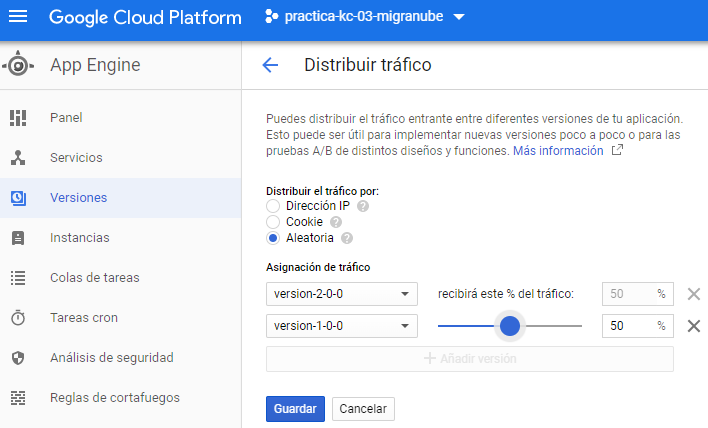 Google Cloud Platform
practica-kc-03-migranube
App Engine
Distribuir tráfico
Panel
Servicios
Versiones
Instancias
Colas de tareas
Tareas cron
Análisis de seguridad
Reglas de cortafuegos
Puedes distribuir el tráfico entrante entre diferentes versiones de tu aplicación.
Esto puede ser útil para implementar nuevas versiones poco a poco o para las
pruebas A/B de distintos diseños y funciones. Más información
Distribuir el tráfico por:
Dirección IP ?
Cookie ?
Aleatoria ?
Asignación de tráfico
version-2-0-0 recibirá este % del tráfico: 50 %
version-1-0-0 50 %
Añadir versión
Guardar Cancelar